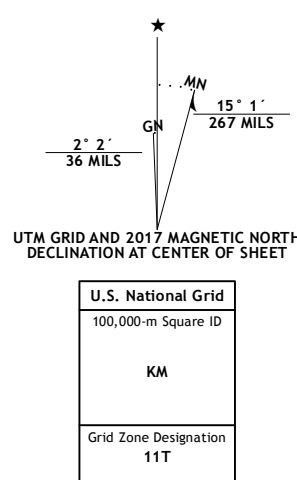 ★
MN
GN
15° 1´
267 MILS
2° 2´
36 MILS
UTM GRID AND 2017 MAGNETIC NORTH
DECLINATION AT CENTER OF SHEET
U.S. National Grid
100,000-m Square ID
KM
Grid Zone Designation
11T